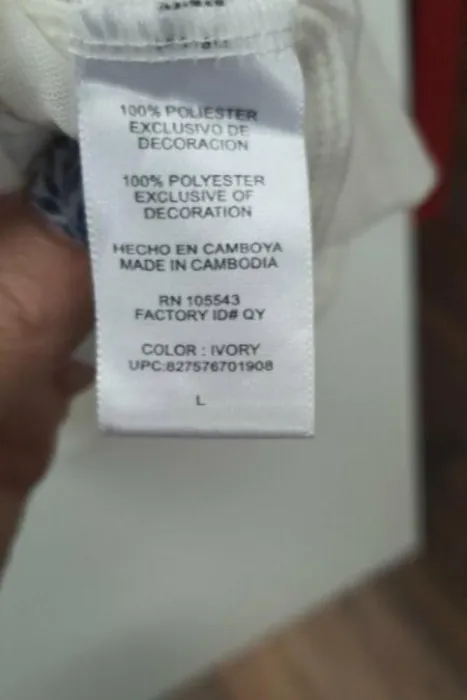 100% POLIESTER
EXCLUSIVO DE
DECORACION
100% POLYESTER
EXCLUSIVE OF
DECORATION
HECHO EN CAMBOYA
MADE IN CAMBODIA
RN 105543
FACTORY ID# QY
COLOR : IVORY
UPC:827576701908
L